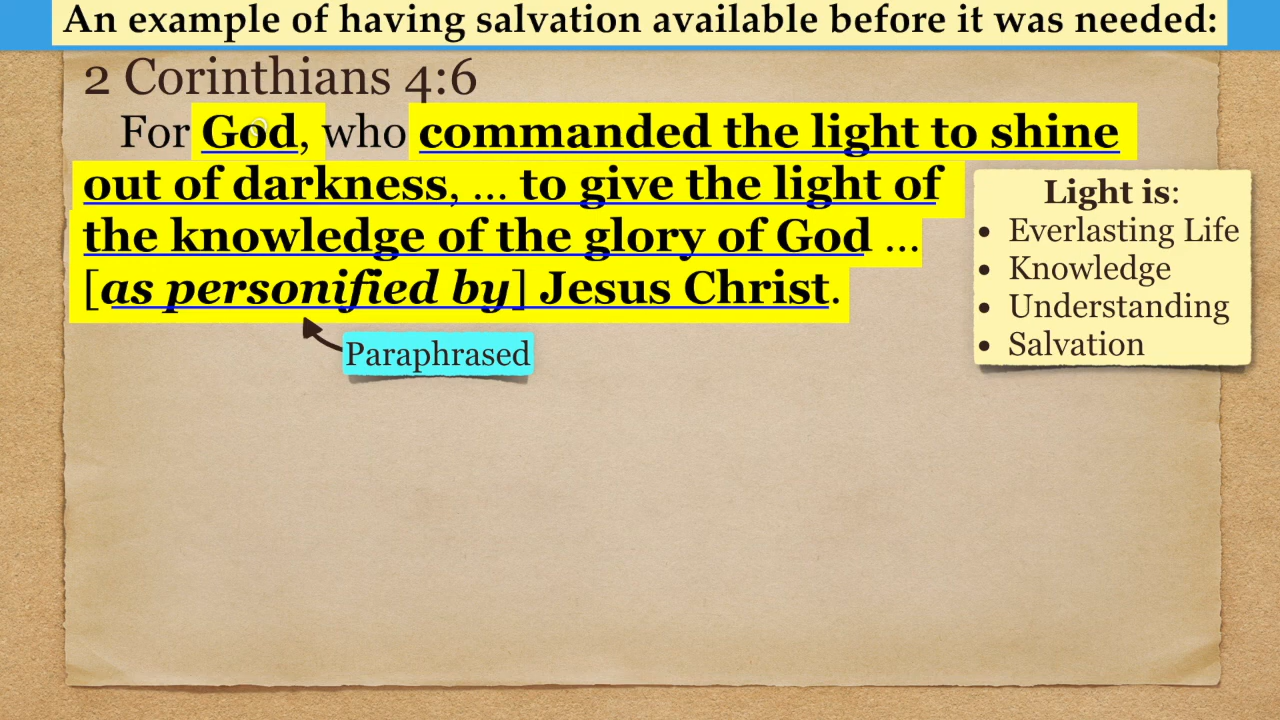 An example of having salvation available before it was needed:
2 Corinthians 4:6
For God, who commanded the light to shine
out of darkness, ... to give the light of
the knowledge of the glory of God ...
[as personified by] Jesus Christ.
Paraphrased
Light is:
• Everlasting Life
• Knowledge
• Understanding
• Salvation